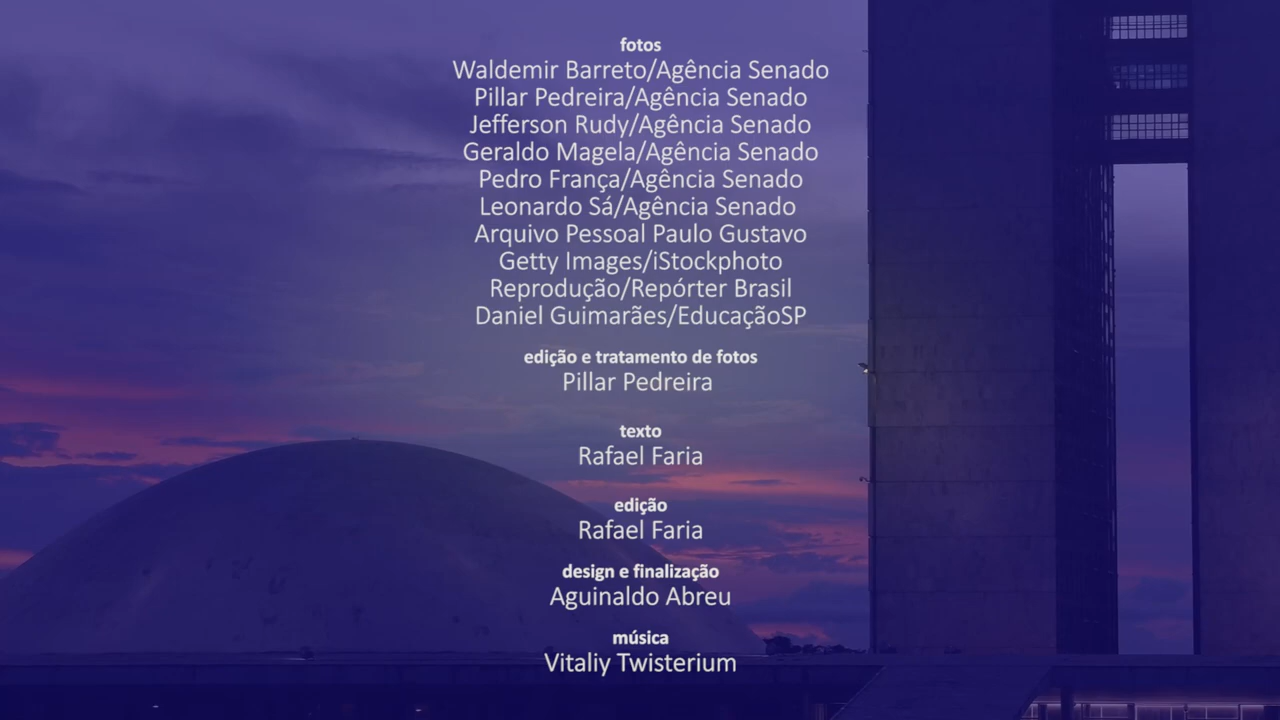 fotos
Waldemir Barreto/Agência Senado
Pillar Pedreira/Agência Senado
Jefferson Rudy/Agência Senado
Geraldo Magela/Agência Senado
Pedro França/Agência Senado
Leonardo Sá/Agência Senado
Arquivo Pessoal Paulo Gustavo
Getty Images/iStockphoto
Reprodução/Repórter Brasil
Daniel Guimarães/EducaçãoSP
edição e tratamento de fotos
Pillar Pedreira
texto
Rafael Faria
edição
Rafael Faria
design e finalização
Aguinaldo Abreu
música
Vitaliy Twisterium